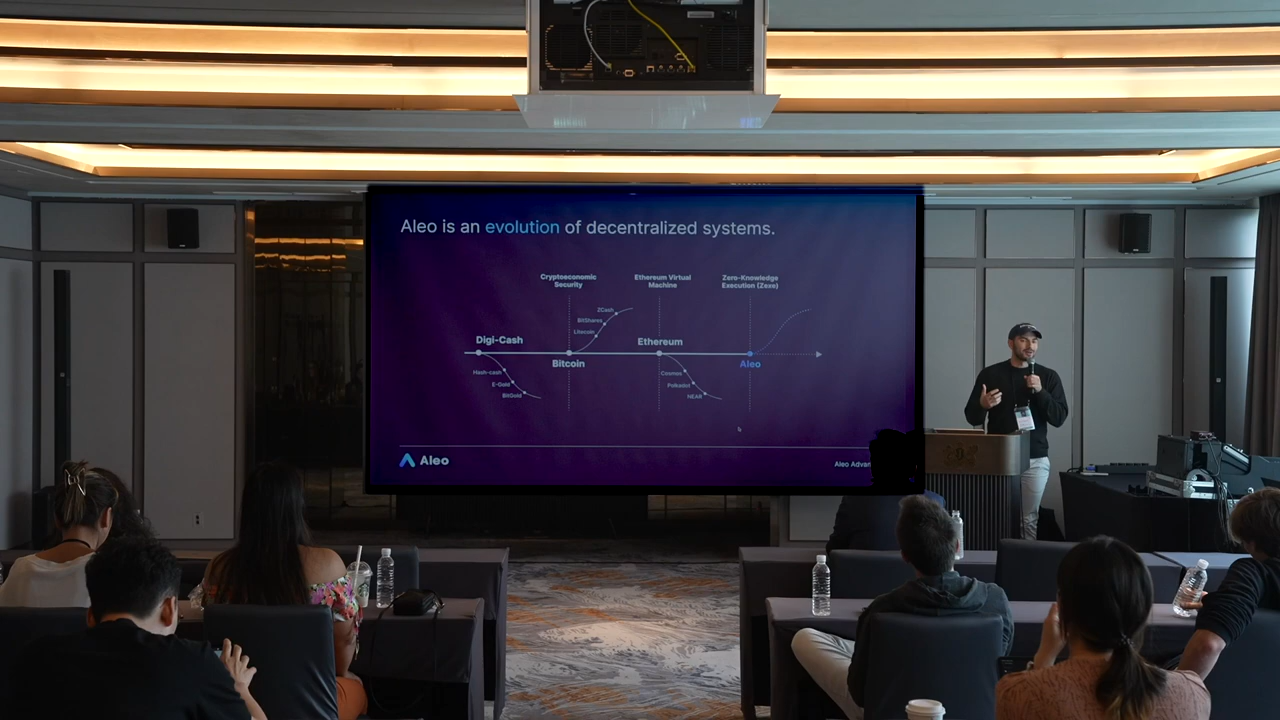 Aleo is an evolution of decentralized systems.
Cryptoeconomic
Security
Ethereum Virtual
Machine
Zero-Knowledge
Execution (Zexe)
ZCash
BitShares
Litecoin
Digi-Cash
Ethereum
Bitcoin
Aleo
Hash-cash
E-Gold
BitGold
Cosmos
Polkadot
NEAR
Aleo
Aleo Advan